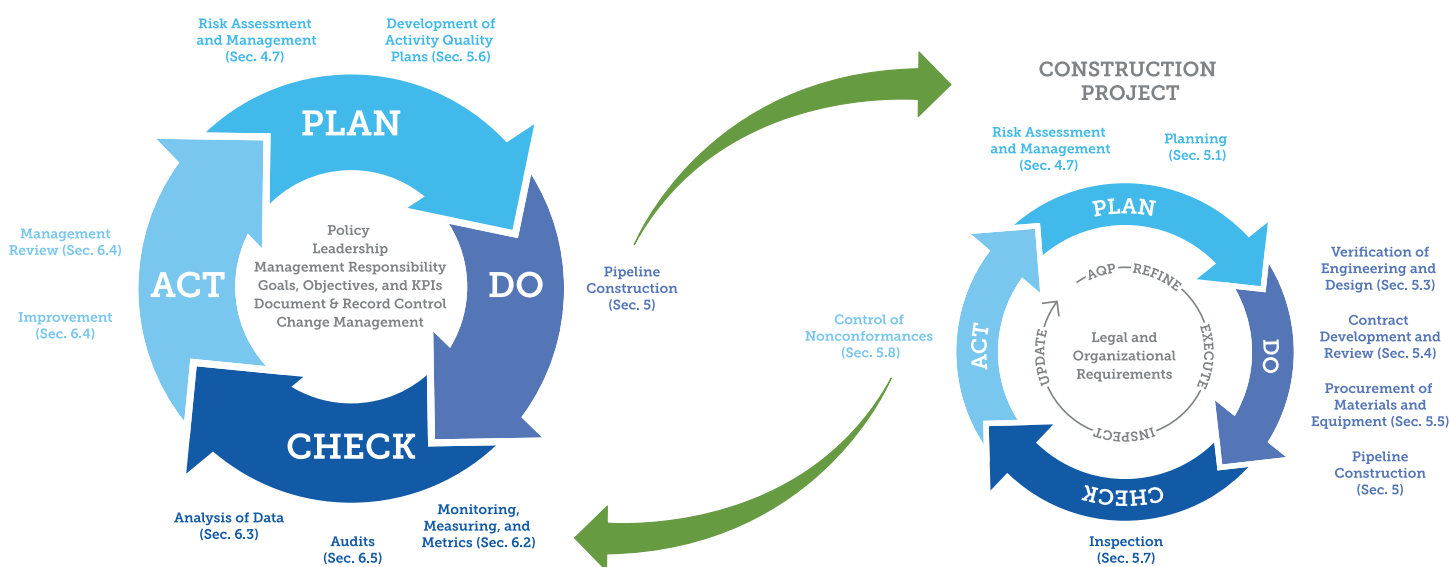 Risk Assessment
and Management
(Sec. 4.7)
Development of
Activity Quality
Plans (Sec. 5.6)
PLAN
DO
CHECK
ACT
Policy
Leadership
Management Responsibility
Goals, Objectives, and KPIs
Document & Record Control
Change Management
Management
Review (Sec. 6.4)
Improvement
(Sec. 6.4)
Analysis of Data
(Sec. 6.3)
Audits
(Sec. 6.5)
Monitoring,
Measuring, and
Metrics (Sec. 6.2)
Pipeline
Construction
(Sec. 5)
CONSTRUCTION
PROJECT
Risk Assessment
and Management
(Sec. 4.7)
Planning
(Sec. 5.1)
PLAN
DO
CHECK
ACT
AQP
REFINE
EXECUTE
INSPECT
UPDATE
Legal and
Organizational
Requirements
Control of
Nonconformances
(Sec. 5.8)
Verification of
Engineering and
Design (Sec. 5.3)
Contract
Development and
Review (Sec. 5.4)
Procurement of
Materials and
Equipment (Sec. 5.5)
Pipeline
Construction
(Sec. 5)
Inspection
(Sec. 5.7)